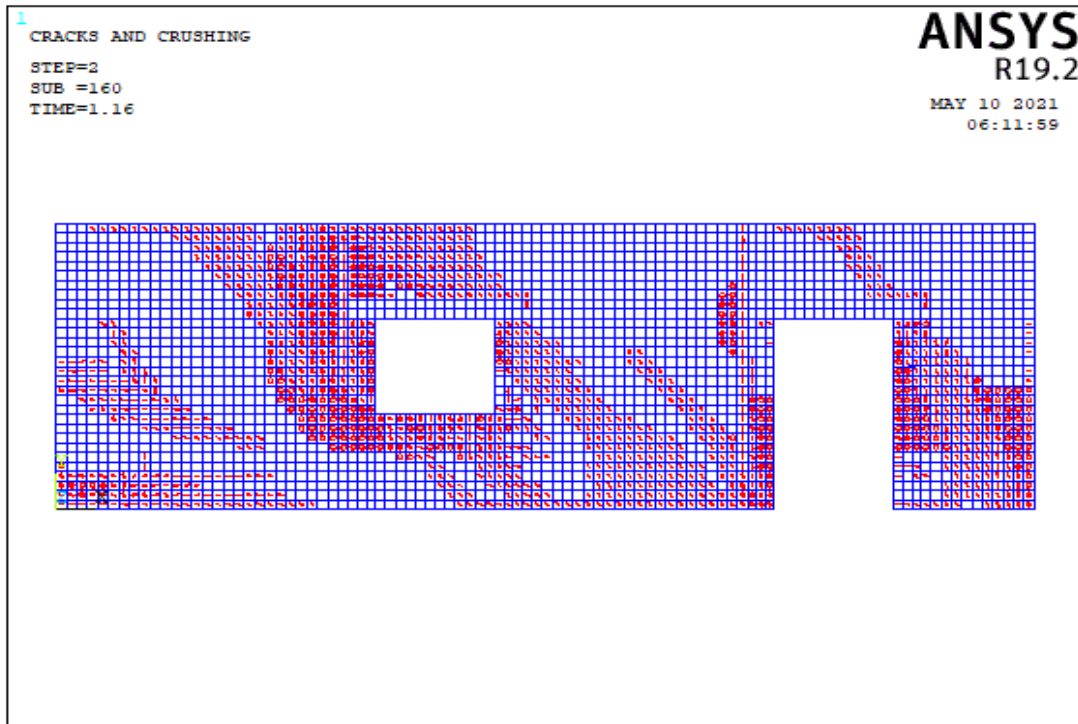 1
CRACKS AND CRUSHING
STEP=2
SUB =160
TIME=1.16
ANSYS
R19.2
MAY 10 2021
06:11:59